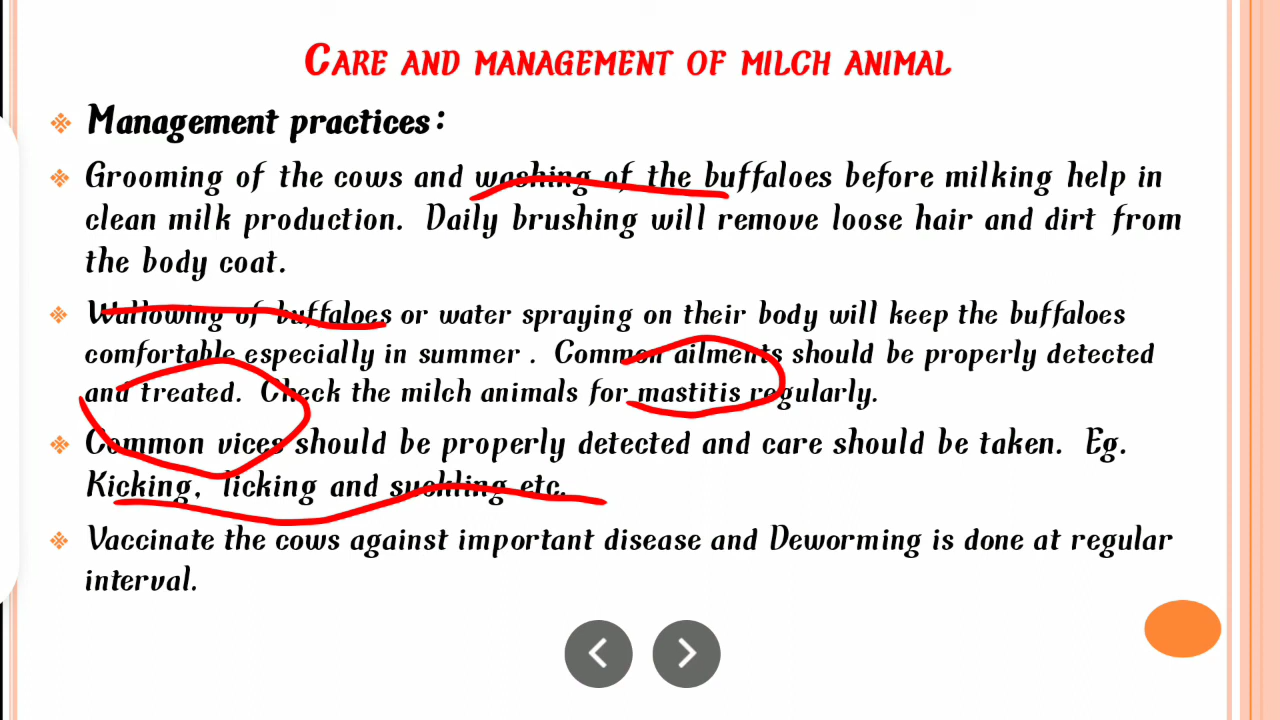 CARE AND MANAGEMENT OF MILCH ANIMAL
Management practices:
Grooming of the cows and washing of the buffaloes before milking help in
clean milk production. Daily brushing will remove loose hair and dirt from
the body coat.
Wallowing of buffaloes or water spraying on their body will keep the buffaloes
comfortable especially in summer . Common ailments should be properly detected
and treated. Check the milch animals for mastitis regularly.
Common vices should be properly detected and care should be taken. Eg.
Kicking, licking and suckling etc.
Vaccinate the cows against important disease and Deworming is done at regular
interval.